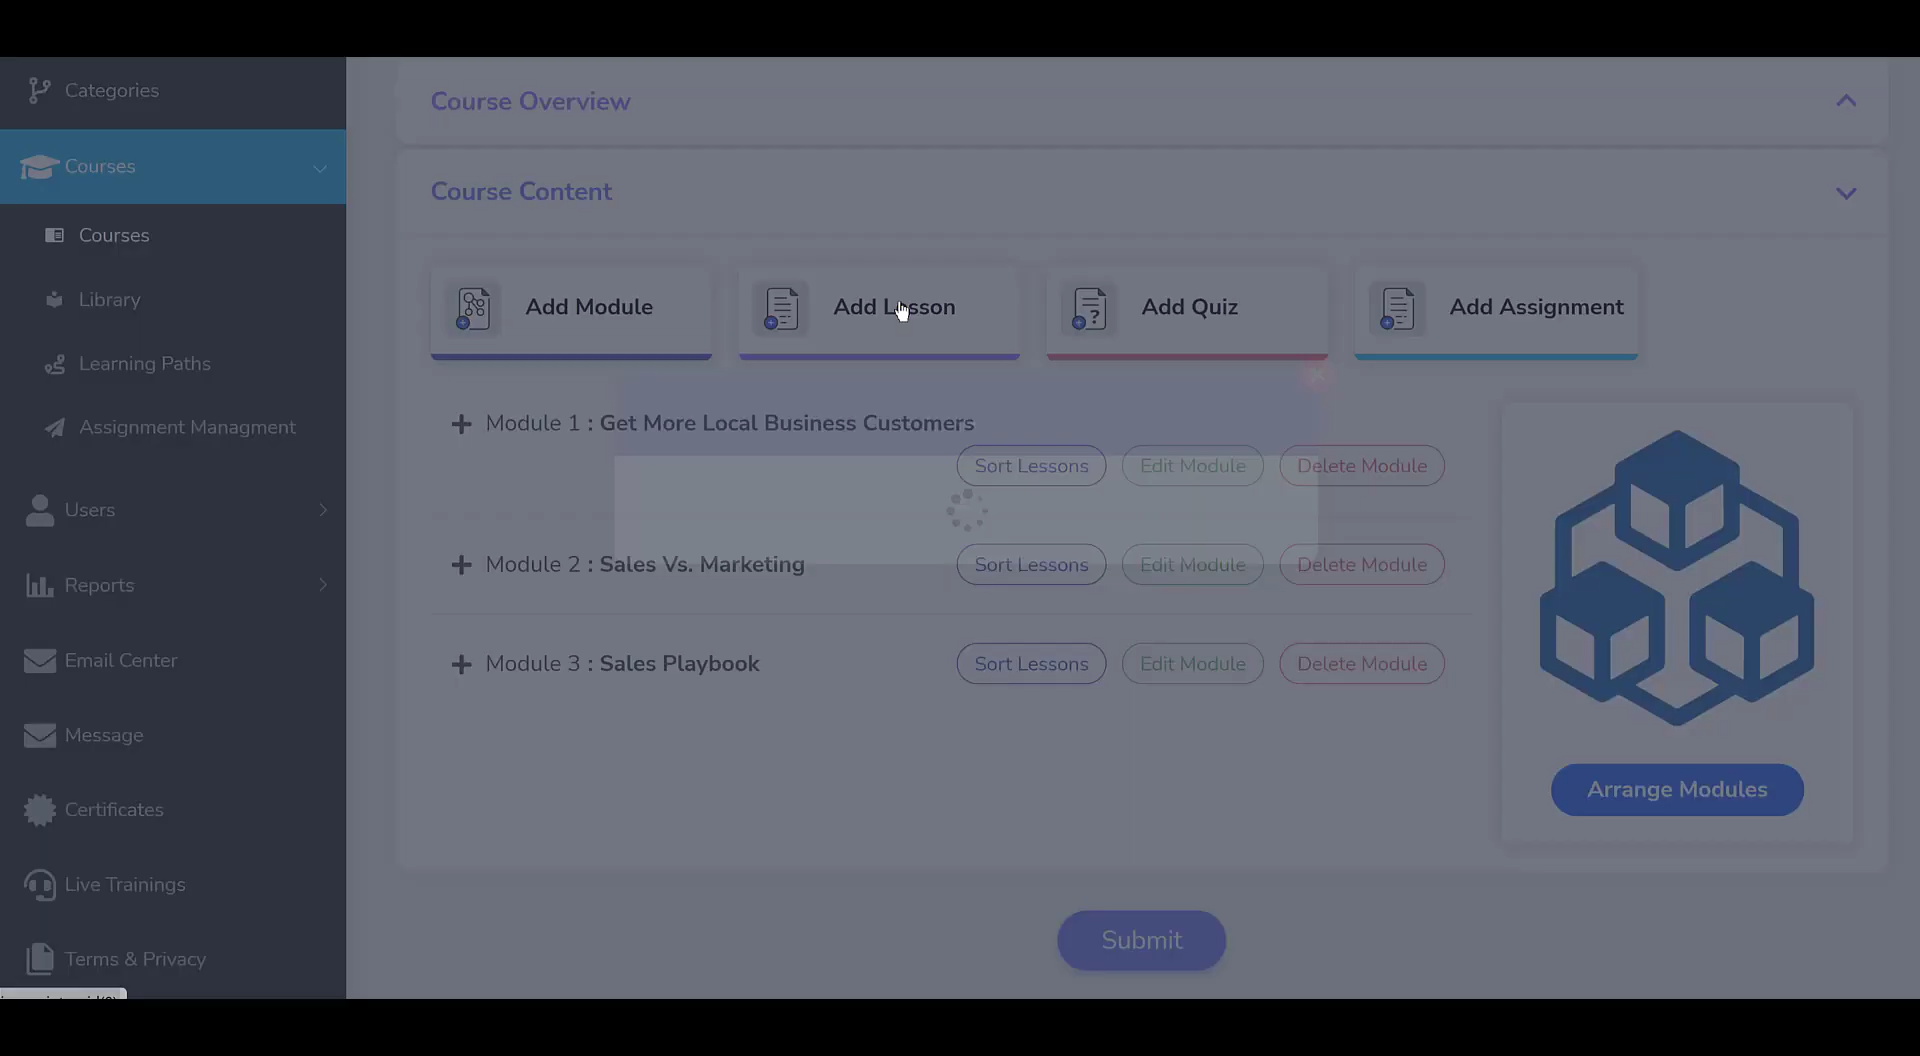 Categories
Courses
Courses
Library
Learning Paths
Assignment Managment
Users
Reports
Email Center
Message
Certificates
Live Trainings
Terms & Privacy
Course Overview
Course Content
Add Module
Add Lesson
Add Quiz
Add Assignment
Module 1 : Get More Local Business Customers
Sort Lessons Edit Module Delete Module
Module 2 : Sales Vs. Marketing Sort Lessons Edit Module Delete Module
Module 3 : Sales Playbook Sort Lessons Edit Module Delete Module
Arrange Modules
Submit